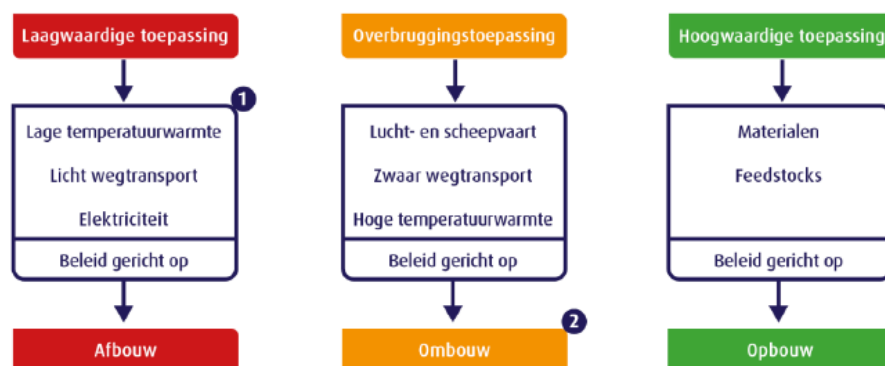 Laagwaardige toepassing
1
Lage temperatuurwarmte
Licht wegtransport
Elektriciteit
Beleid gericht op
Afbouw
Overbruggingstoepassing
Lucht- en scheepvaart
Zwaar wegtransport
Hoge temperatuurwarmte
Beleid gericht op
2
Ombouw
Hoogwaardige toepassing
Materialen
Feedstocks
Beleid gericht op
Opbouw